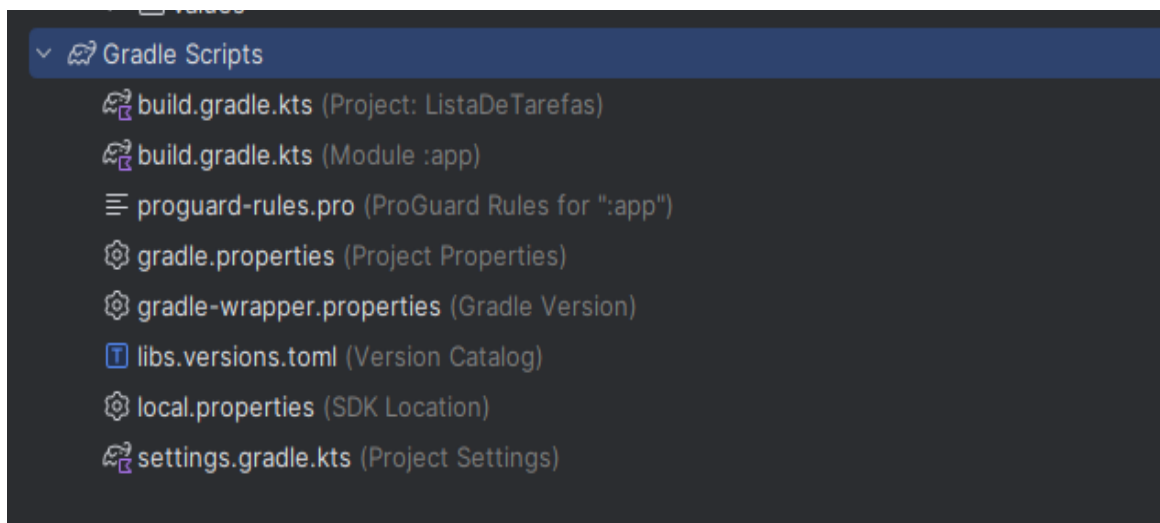 Gradle Scripts
build.gradle.kts (Project: ListaDeTarefas)
build.gradle.kts (Module :app)
proguard-rules.pro (ProGuard Rules for ":app")
gradle.properties (Project Properties)
gradle-wrapper.properties (Gradle Version)
libs.versions.toml (Version Catalog)
local.properties (SDK Location)
settings.gradle.kts (Project Settings)